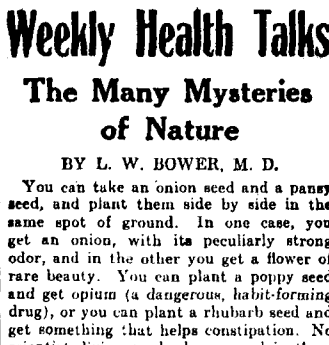 Weekly Health Talks
The Many Mysteries
of Nature
BY L. W. BOWER, M. D.
You can take an onion seed and a pansy
seed, and plant them side by side in the
same spot of ground. In one case, you
get an onion, with its peculiarly strong
odor, and in the other you get a flower of
rare beauty. You can plant a poppy seed
and get opium (a dangerous, habit-forming
drug), or you can plant a rhubarb seed and
get something that helps constipation. No